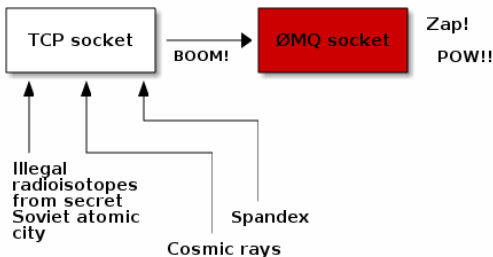 TCP socket
BOOM!
ØMQ socket
Zap!
POW!!
Illegal
radioisotopes
from secret
Soviet atomic
city
Spandex
Cosmic rays